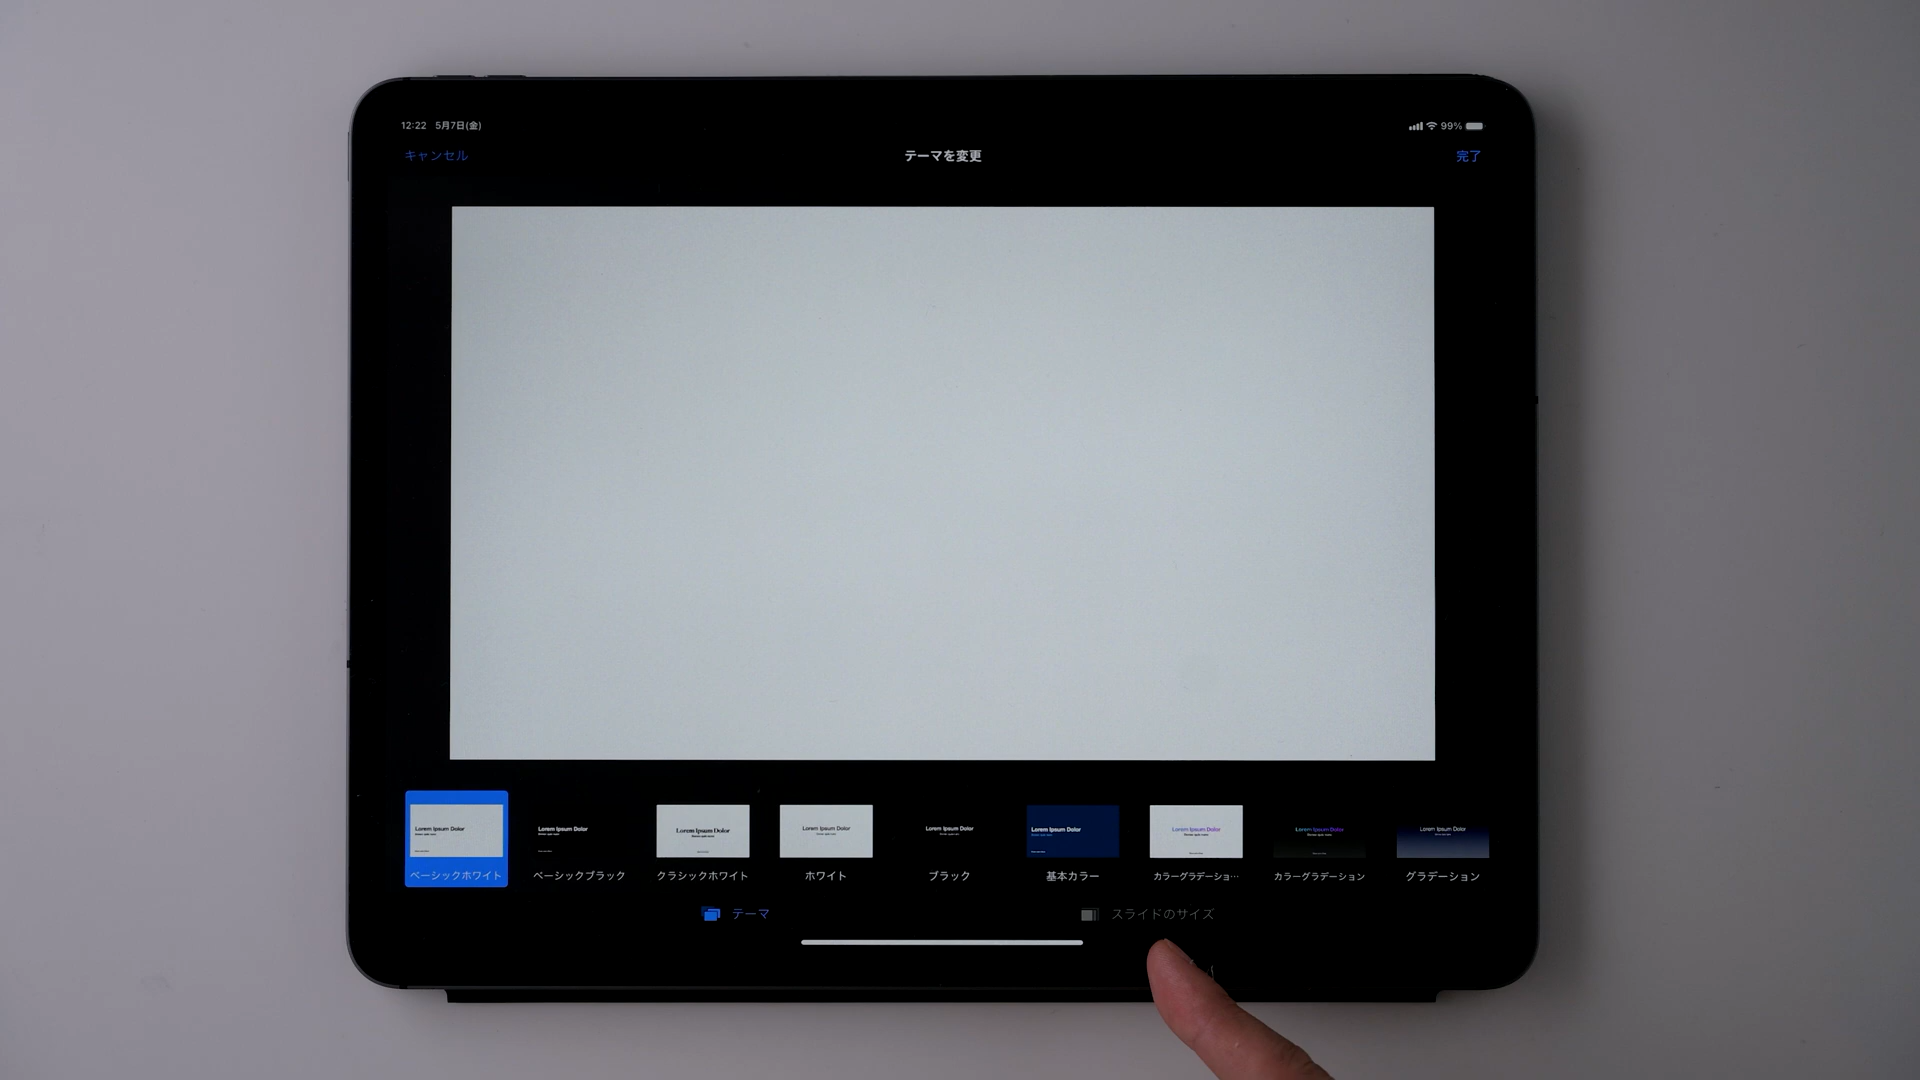 12:22 5月7日(金)
99%
キャンセル
テーマを変更
完了
Lorem Ipsum Dolor
Lorem Ipsum Dolor
Lorem Ipsum Dolor
Lorem Ipsum Dolor
Lorem Ipsum Dolor
Lorem Ipsum Dolor
Lorem Ipsum Dolor
Lorem Ipsum Dolor
Lorem Ipsum Dolor
ベーシックホワイト
ベーシックブラック
クラシックホワイト
ホワイト
ブラック
基本カラー
カラーグラデーショ…
カラーグラデーション
グラデーション
テーマ
スライドのサイズ